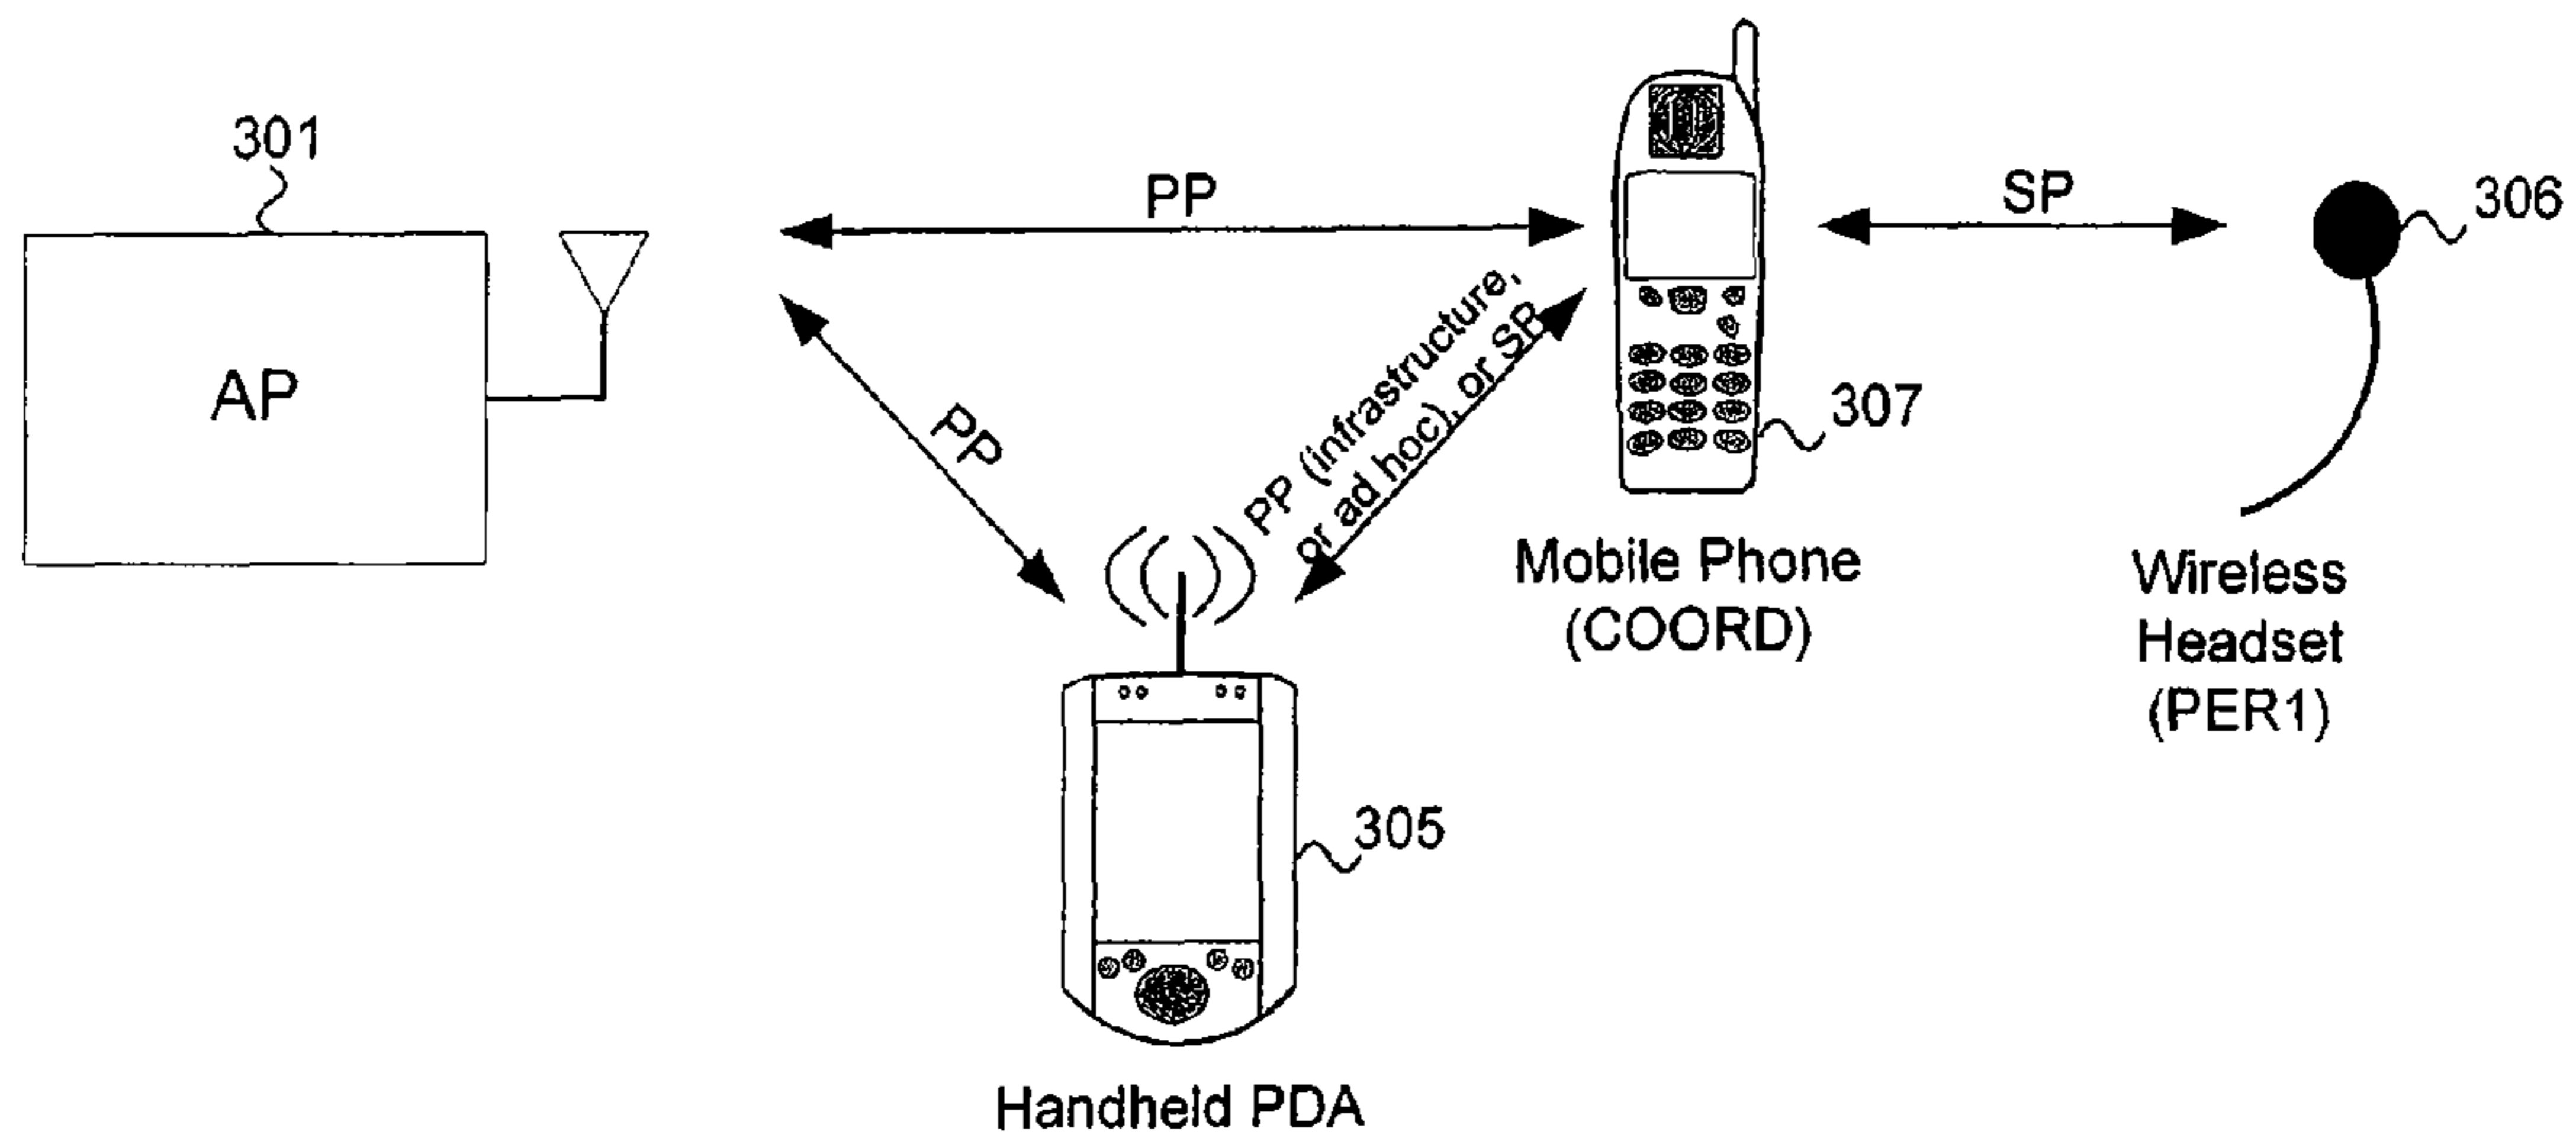 301
AP
PP
SP
306
PP
PP (infrastructure,
or ad hoc), or SP
307
Mobile Phone
(COORD)
Wireless
Headset
(PER1)
305
Handheld PDA